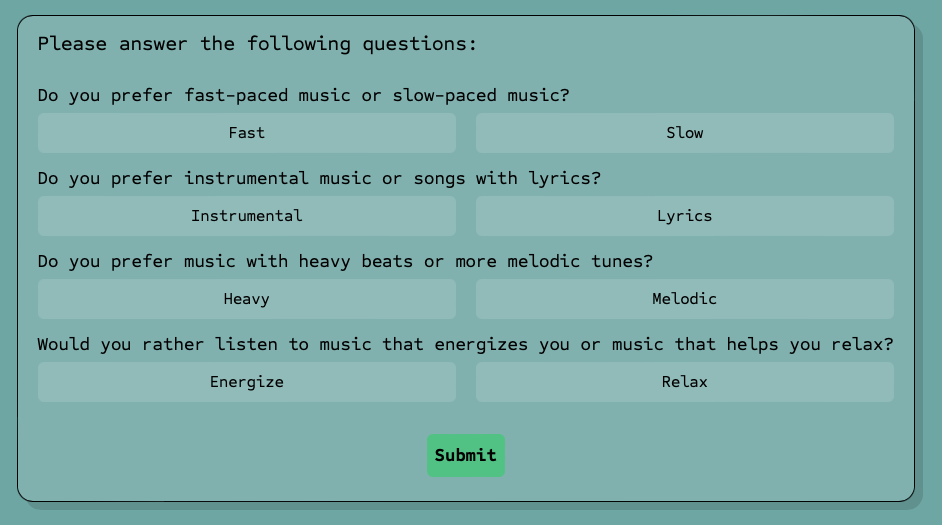 Please answer the following questions:
Do you prefer fast-paced music or slow-paced music?
Fast Slow
Do you prefer instrumental music or songs with lyrics?
Instrumental Lyrics
Do you prefer music with heavy beats or more melodic tunes?
Heavy Melodic
Would you rather listen to music that energizes you or music that helps you relax?
Energize Relax
Submit